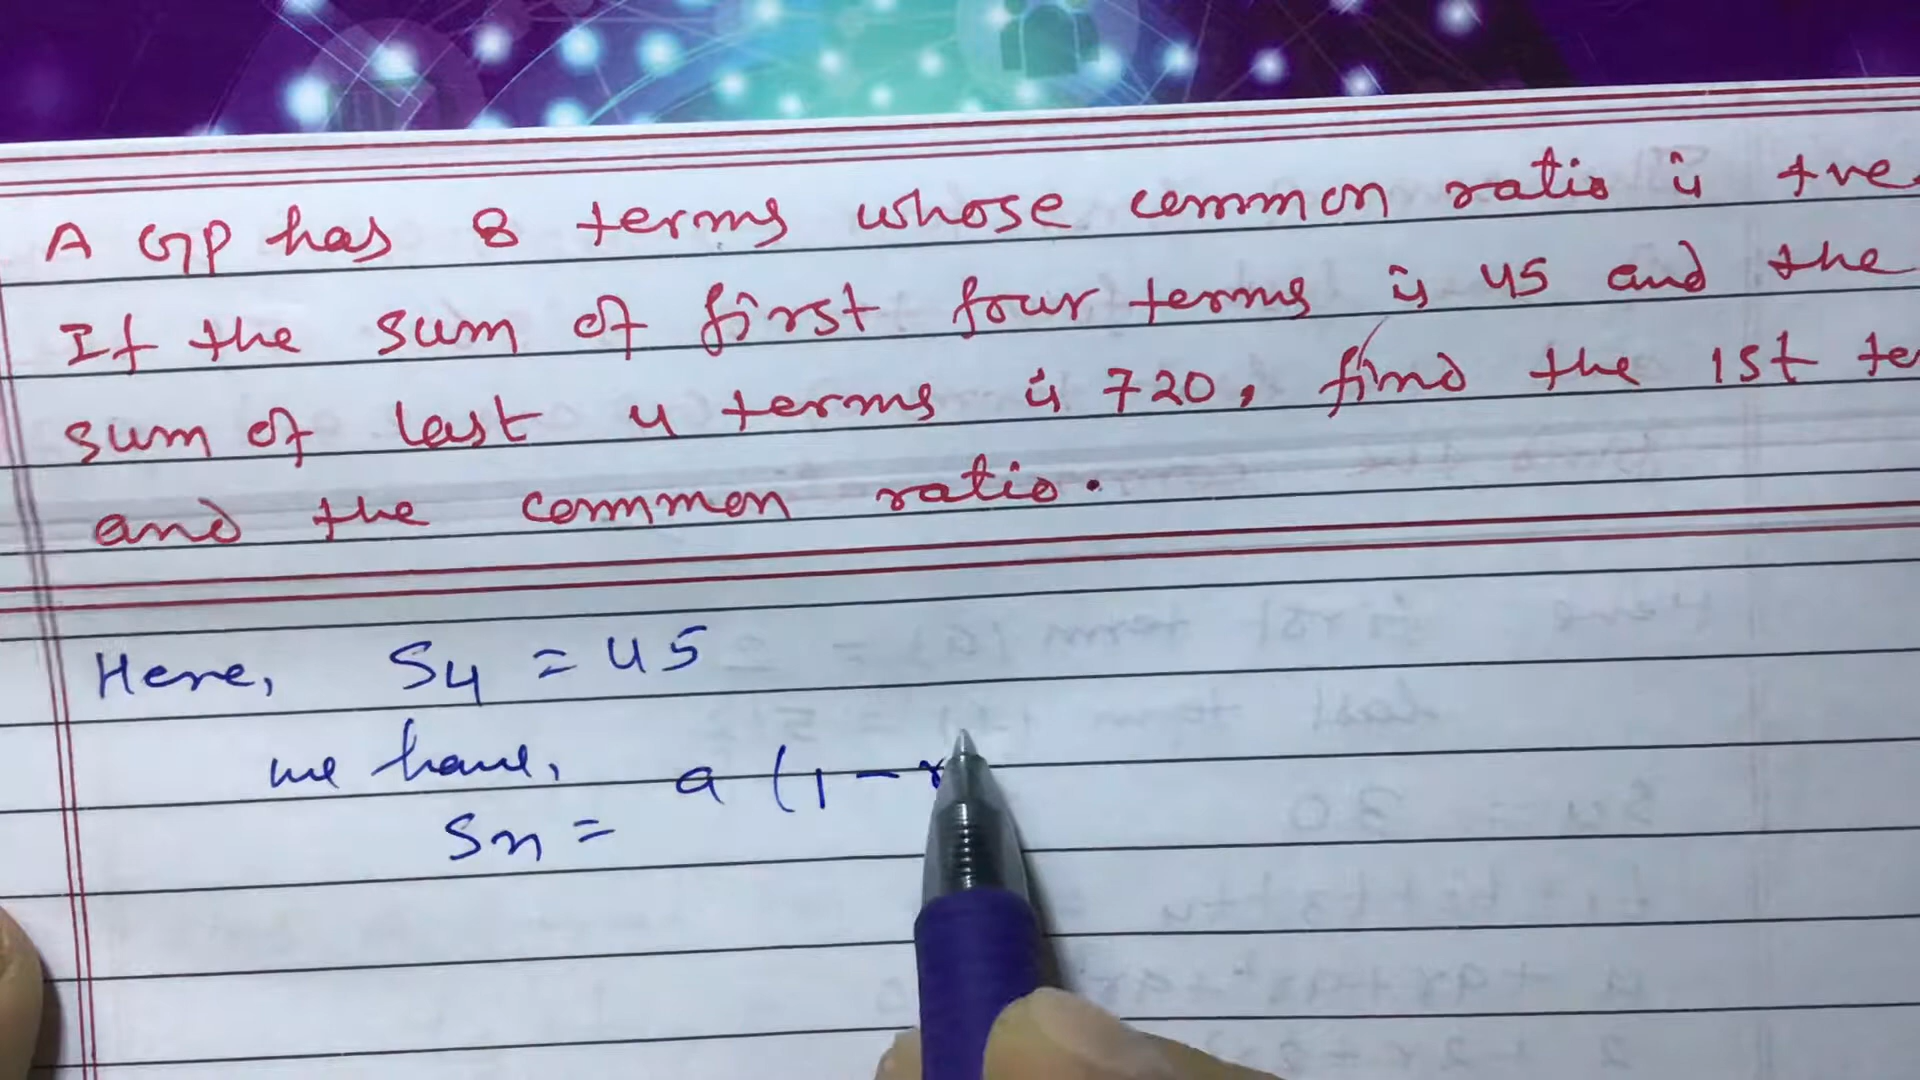 A GP has 8 terms whose common ratio is +ve.
If the sum of first four terms is 45 and the
sum of last 4 terms is 720, find the 1st te
and the common ratio.
Here, S4 = 45
we have,
Sn = a (1 - r